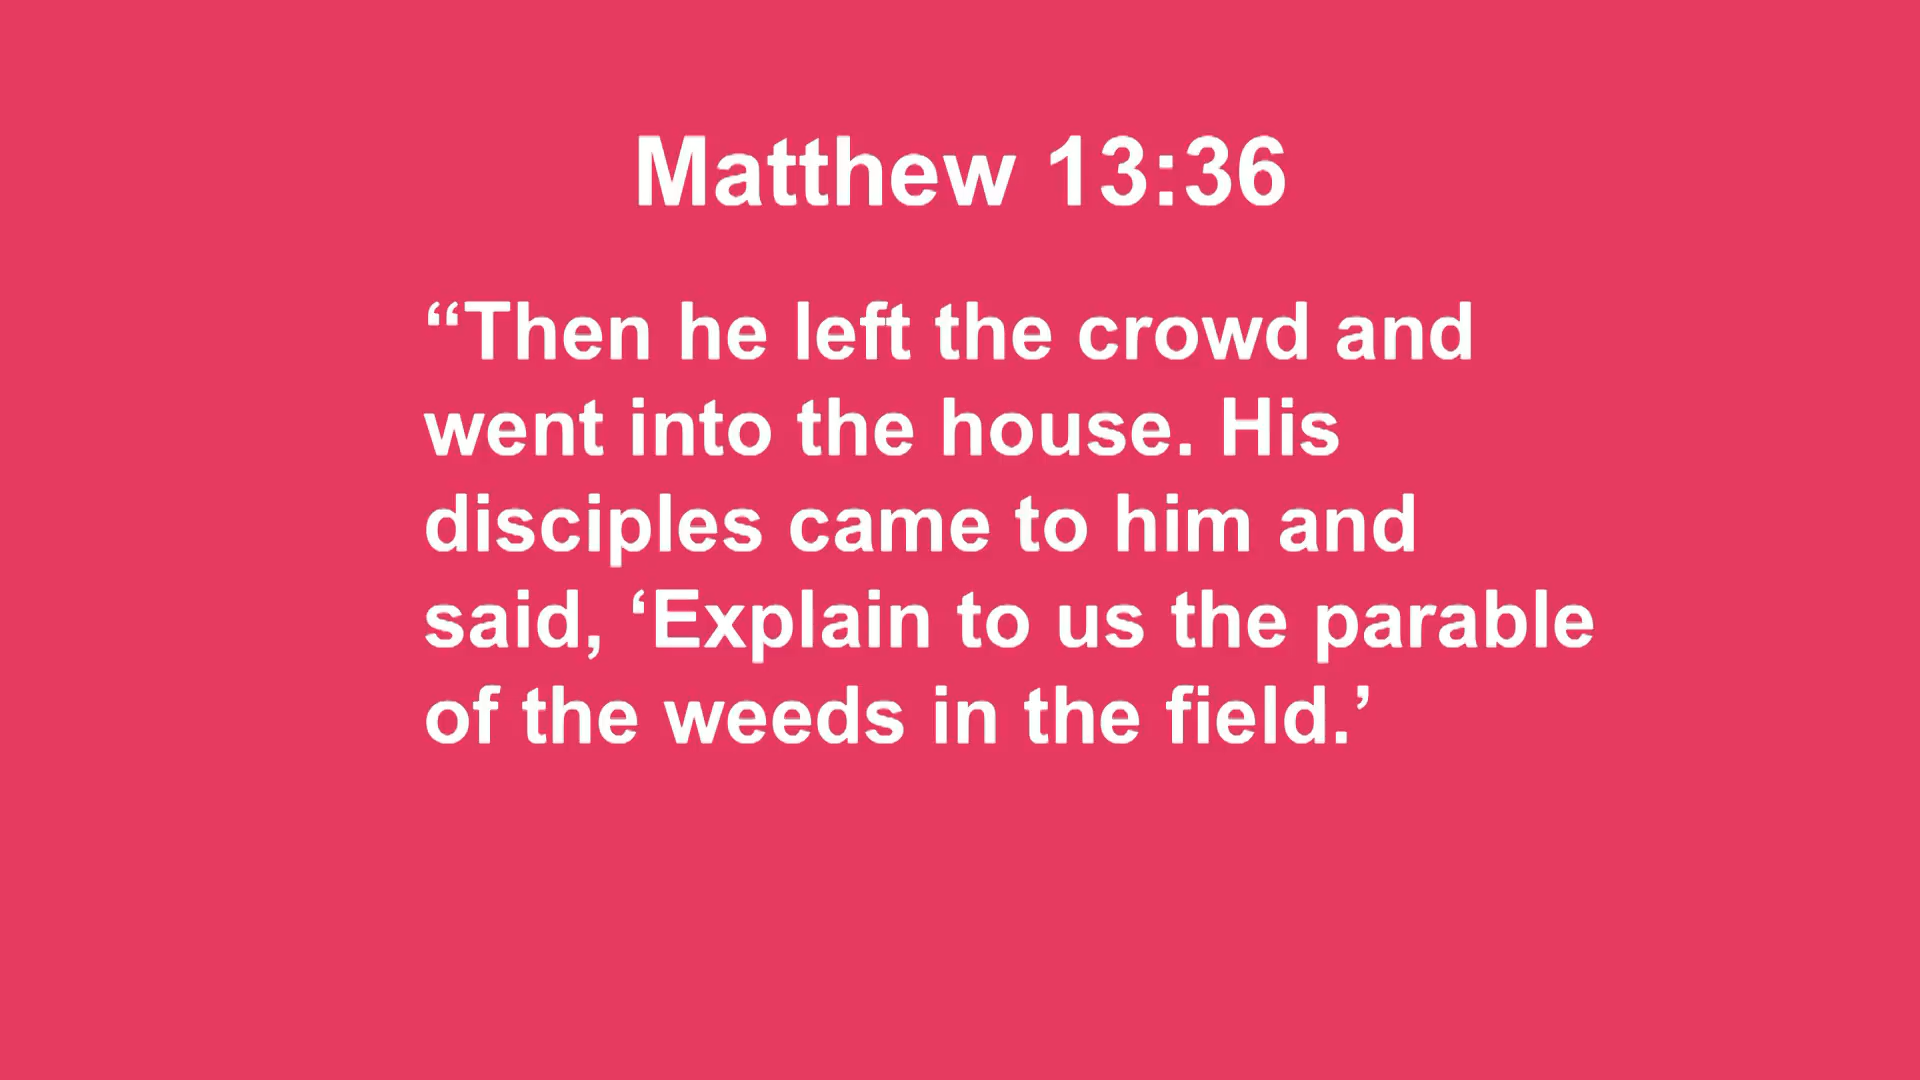 Matthew 13:36
“Then he left the crowd and
went into the house. His
disciples came to him and
said, ‘Explain to us the parable
of the weeds in the field.’